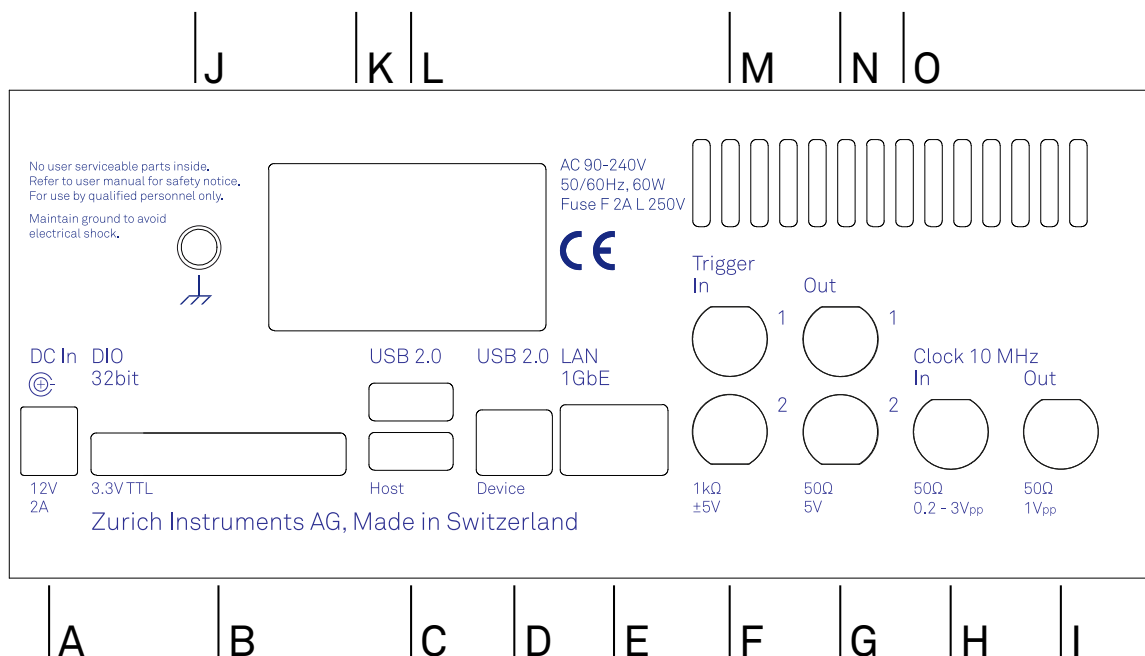 J K L M N O
No user serviceable parts inside.
Refer to user manual for safety notice.
For use by qualified personnel only.
Maintain ground to avoid
electrical shock.
AC 90-240V
50/60Hz, 60W
Fuse F 2A L 250V
CE
Trigger
In Out
1 1
DC In DIO
32bit
USB 2.0 USB 2.0 LAN
1GbE
Clock 10 MHz
In Out
2 2
12V
2A
3.3V TTL
Host
Device
1kΩ
±5V
50Ω
5V
50Ω
0.2 - 3Vpp
50Ω
1Vpp
Zurich Instruments AG, Made in Switzerland
A B C D E F G H I